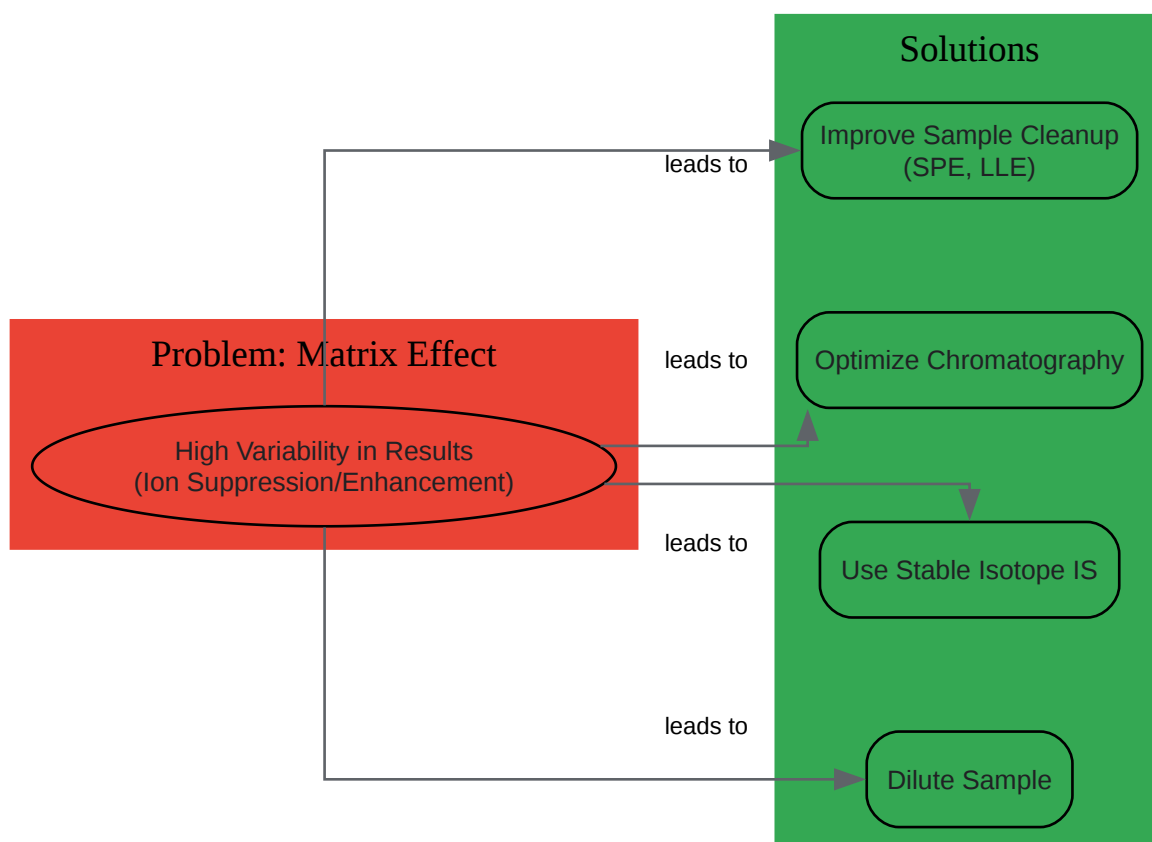 Solutions
Improve Sample Cleanup
(SPE, LLE)
leads to
Problem: Matrix Effect
leads to
Optimize Chromatography
High Variability in Results
(Ion Suppression/Enhancement)
leads to
Use Stable Isotope IS
leads to
Dilute Sample